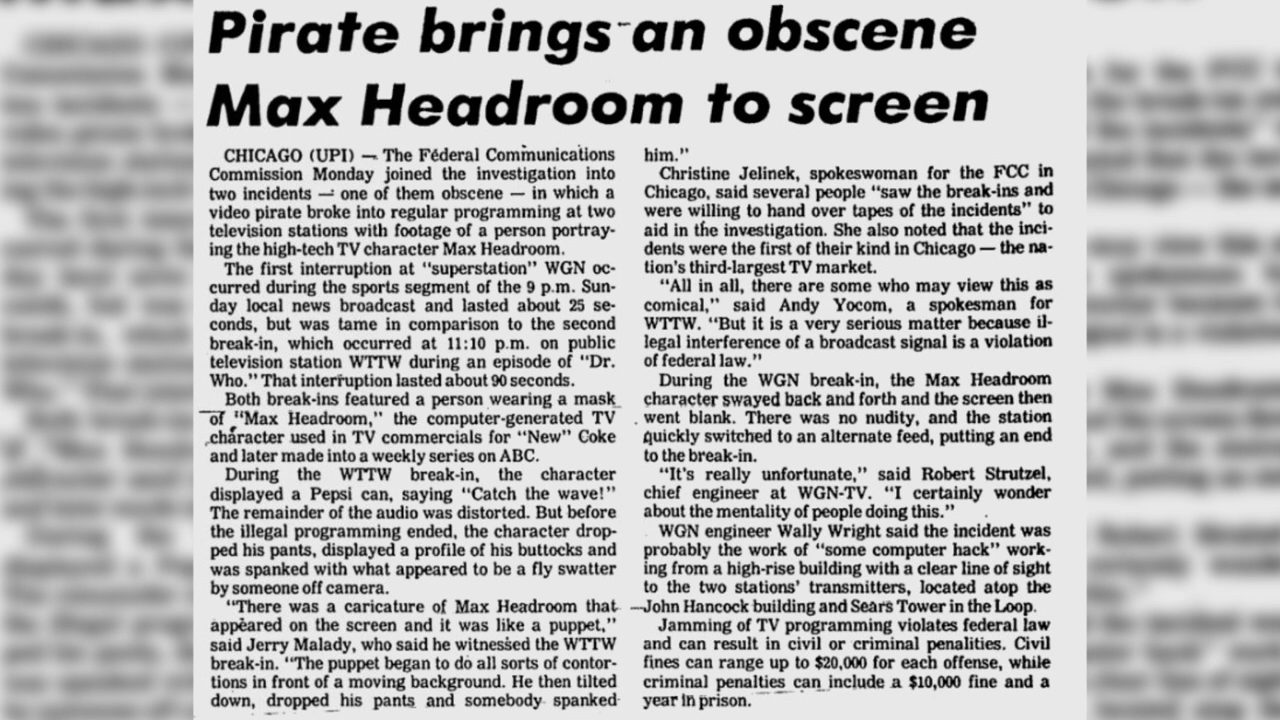 Pirate brings an obscene
Max Headroom to screen
CHICAGO (UPI) — The Federal Communications
Commission Monday joined the investigation into
two incidents — one of them obscene — in which a
video pirate broke into regular programming at two
television stations with footage of a person portray-
ing the high-tech TV character Max Headroom.
The first interruption at "superstation" WGN oc-
curred during the sports segment of the 9 p.m. Sun-
day local news broadcast and lasted about 25 se-
conds, but was tame in comparison to the second
break-in, which occurred at 11:10 p.m. on public
television station WTTW during an episode of "Dr.
Who." That interruption lasted about 90 seconds.
Both break-ins featured a person wearing a mask
of "Max Headroom," the computer-generated TV
character used in TV commercials for "New" Coke
and later made into a weekly series on ABC.
During the WTTW break-in, the character
displayed a Pepsi can, saying "Catch the wave!"
The remainder of the audio was distorted. But before
the illegal programming ended, the character drop-
ped his pants, displayed a profile of his buttocks and
was spanked with what appeared to be a fly swatter
by someone off camera.
"There was a caricature of Max Headroom that
appeared on the screen and it was like a puppet,"
said Jerry Malady, who said he witnessed the WTTW
break-in. "The puppet began to do all sorts of contor-
tions in front of a moving background. He then tilted
down, dropped his pants and somebody spanked
him."
Christine Jelinek, spokeswoman for the FCC in
Chicago, said several people "saw the break-ins and
were willing to hand over tapes of the incidents" to
aid in the investigation. She also noted that the inci-
dents were the first of their kind in Chicago — the na-
tion's third-largest TV market.
"All in all, there are some who may view this as
comical," said Andy Yocom, a spokesman for
WTTW. "But it is a very serious matter because il-
legal interference of a broadcast signal is a violation
of federal law."
During the WGN break-in, the Max Headroom
character swayed back and forth and the screen then
went blank. There was no nudity, and the station
quickly switched to an alternate feed, putting an end
to the break-in.
"It's really unfortunate," said Robert Strutzel,
chief engineer at WGN-TV. "I certainly wonder
about the mentality of people doing this."
WGN engineer Wally Wright said the incident was
probably the work of "some computer hack" work-
ing from a high-rise building with a clear line of sight
to the two stations' transmitters, located atop the
John Hancock building and Sears Tower in the Loop.
Jamming of TV programming violates federal law
and can result in civil or criminal penalities. Civil
fines can range up to $20,000 for each offense, while
criminal penalties can include a $10,000 fine and a
year in prison.